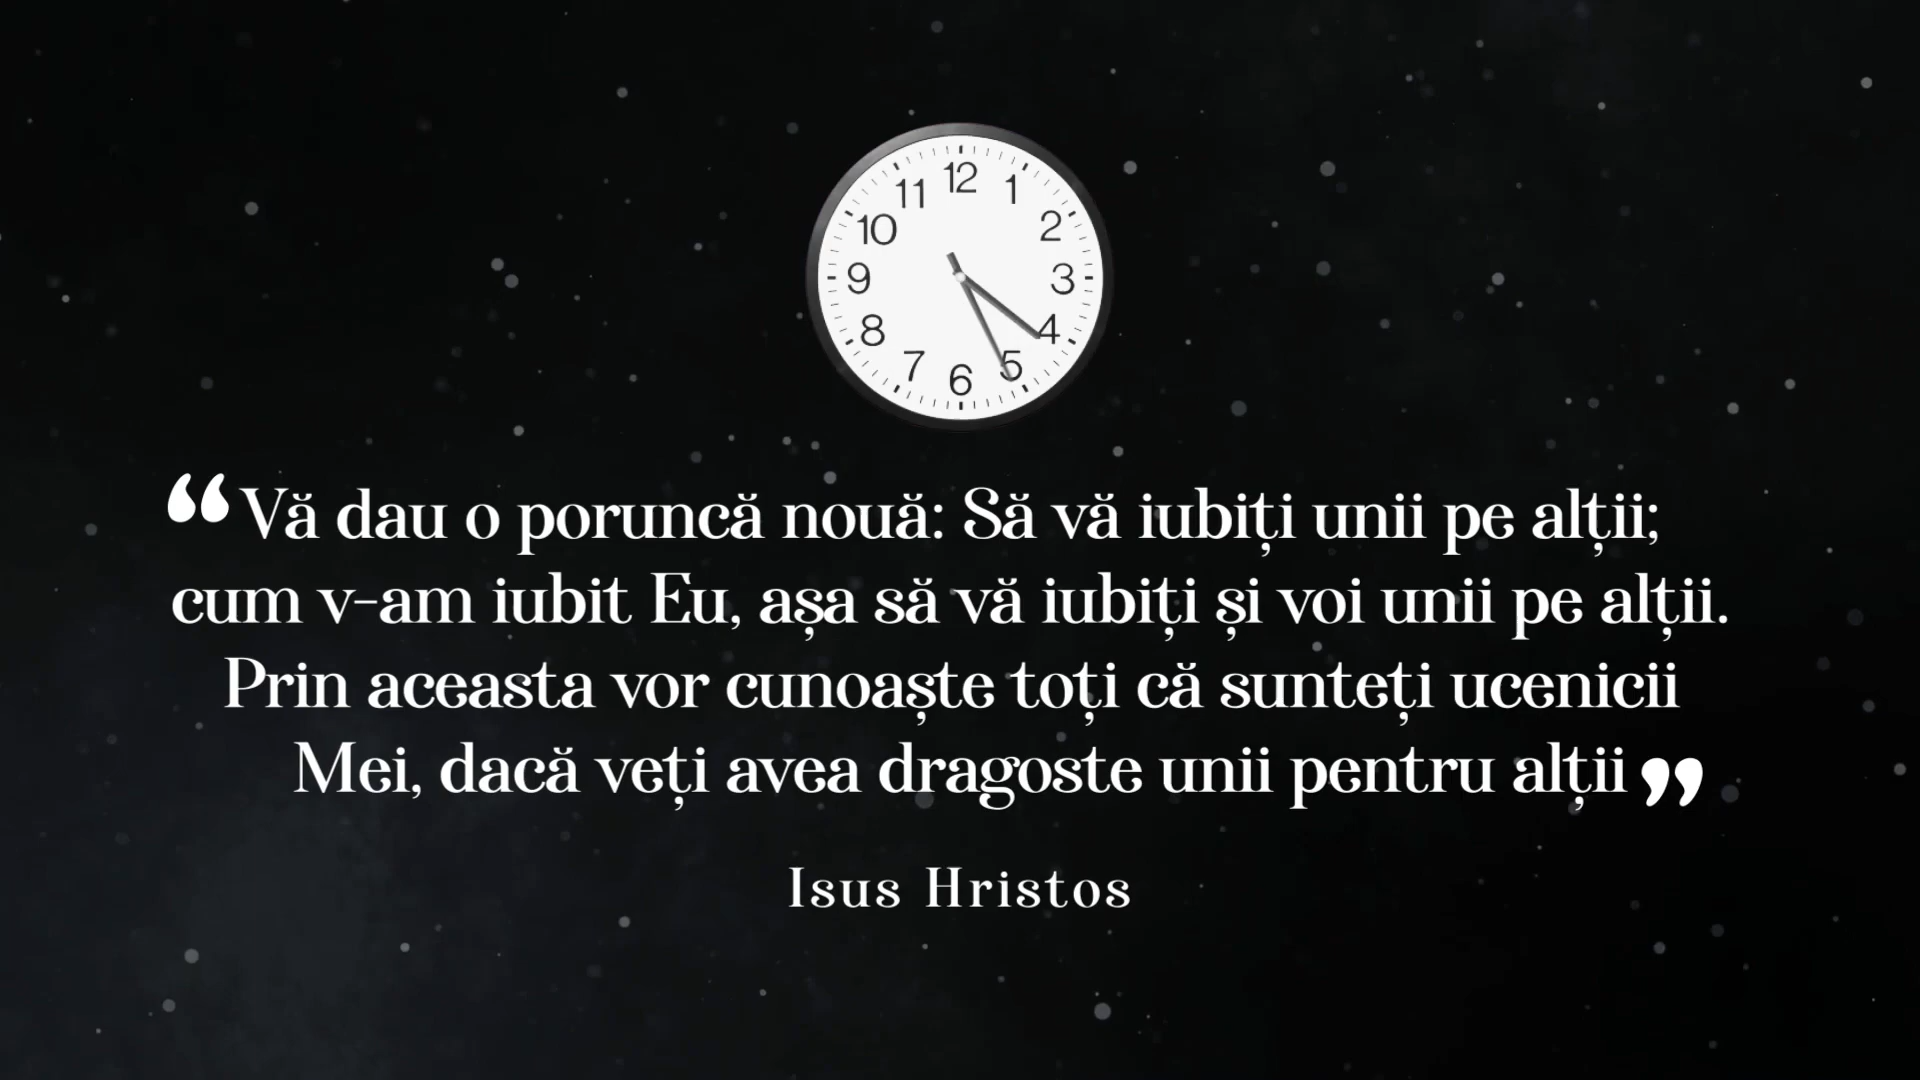 12
11 1
10 2
9 3
8 4
7 5
6
“Vă dau o poruncă nouă: Să vă iubiți unii pe alții;
cum v-am iubit Eu, așa să vă iubiți și voi unii pe alții.
Prin aceasta vor cunoaște toți că sunteți ucenicii
Mei, dacă veți avea dragoste unii pentru alții”
Isus Hristos